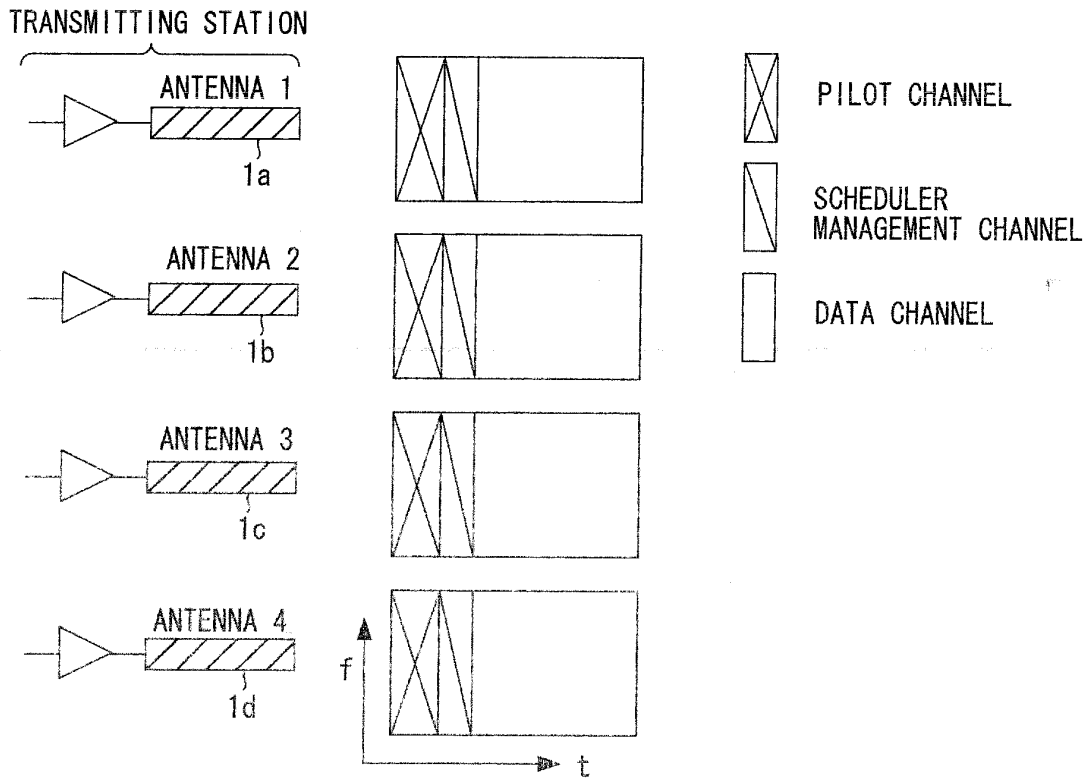 TRANSMITTING STATION
ANTENNA 1
1a
ANTENNA 2
1b
ANTENNA 3
1c
ANTENNA 4
1d
f
t
PILOT CHANNEL
SCHEDULER
MANAGEMENT CHANNEL
DATA CHANNEL